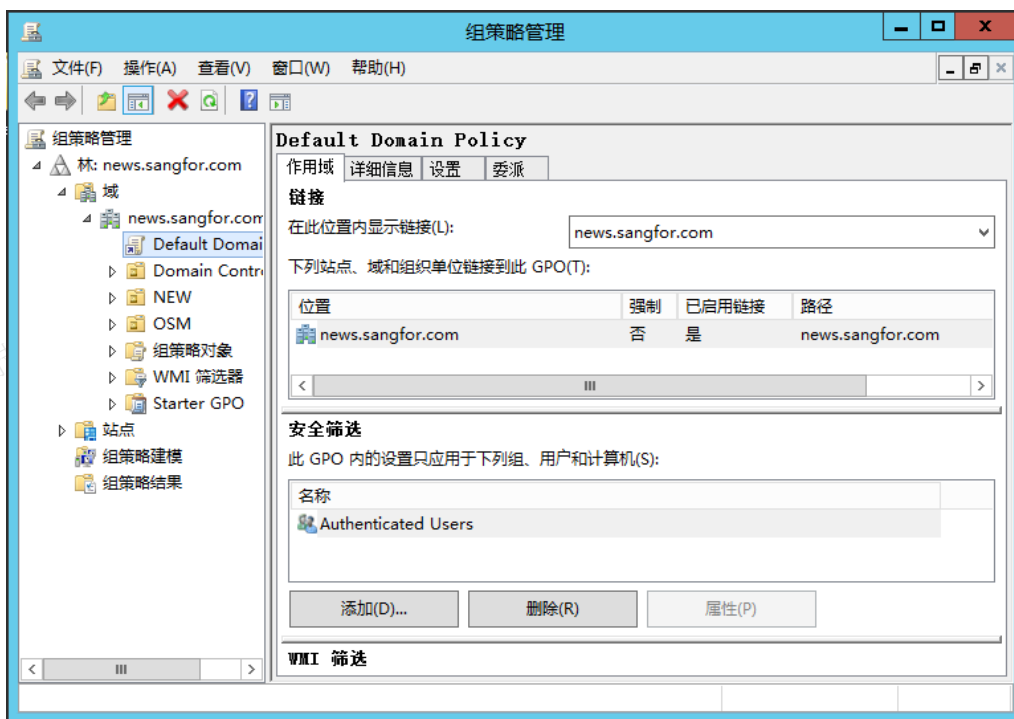 组策略管理
文件(F) 操作(A) 查看(V) 窗口(W) 帮助(H)
组策略管理
林: news.sangfor.com
域
news.sangfor.com
Default Domai
Domain Contr
NEW
OSM
组策略对象
WMI 筛选器
Starter GPO
站点
组策略建模
组策略结果
Default Domain Policy
作用域 详细信息 设置 委派
链接
在此位置内显示链接(L): news.sangfor.com
下列站点、域和组织单位链接到此 GPO(T):
位置 强制 已启用链接 路径
news.sangfor.com 否 是 news.sangfor.com
安全筛选
此 GPO 内的设置只应用于下列组、用户和计算机(S):
名称
Authenticated Users
添加(D)... 删除(R) 属性(P)
WMI 筛选